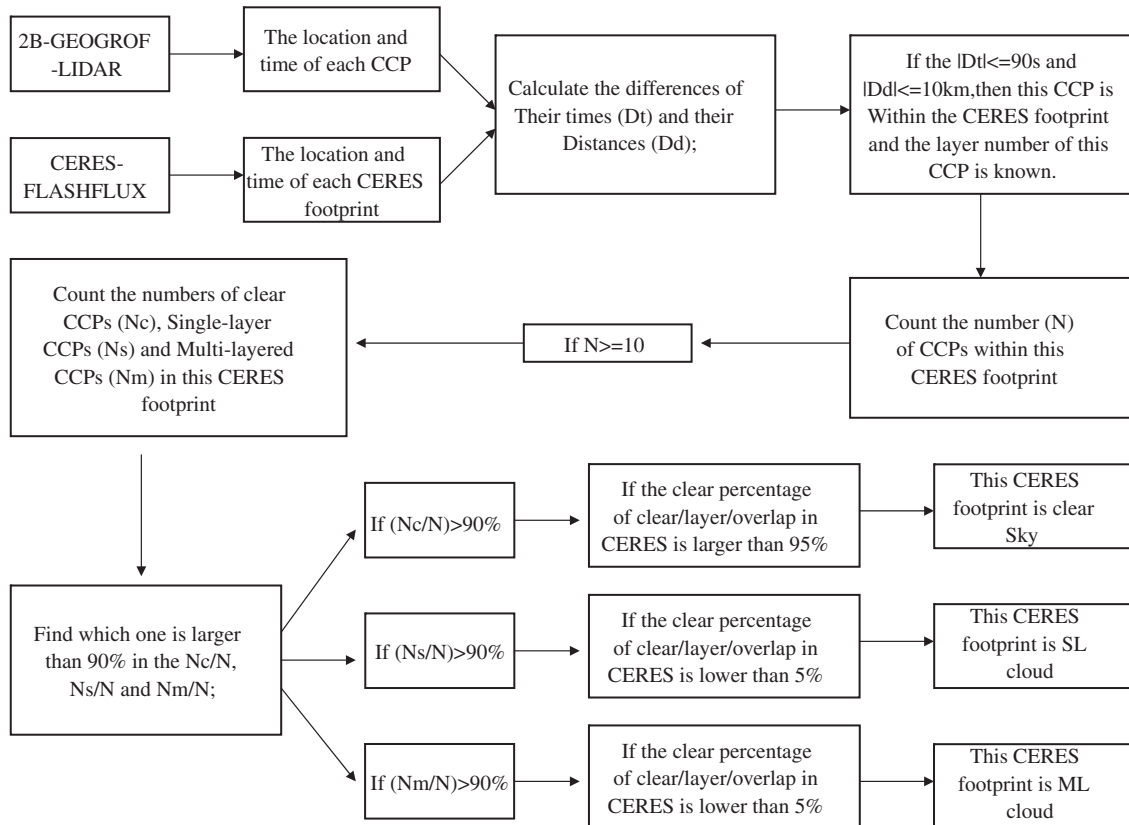 2B-GEOGROF
-LIDAR
The location and
time of each CCP
CERES-
FLASHFLUX
The location and
time of each CERES
footprint
Calculate the differences of
Their times (Dt) and their
Distances (Dd);
If the |Dt|<=90s and
|Dd|<=10km,then this CCP is
Within the CERES footprint
and the layer number of this
CCP is known.
Count the number (N)
of CCPs within this
CERES footprint
If N>=10
Count the numbers of clear
CCPs (Nc), Single-layer
CCPs (Ns) and Multi-layered
CCPs (Nm) in this CERES
footprint
Find which one is larger
than 90% in the Nc/N,
Ns/N and Nm/N;
If (Nc/N)>90%
If the clear percentage
of clear/layer/overlap in
CERES is larger than 95%
This CERES
footprint is clear
Sky
If (Ns/N)>90%
If the clear percentage
of clear/layer/overlap in
CERES is lower than 5%
This CERES
footprint is SL
cloud
If (Nm/N)>90%
If the clear percentage
of clear/layer/overlap in
CERES is lower than 5%
This CERES
footprint is ML
cloud